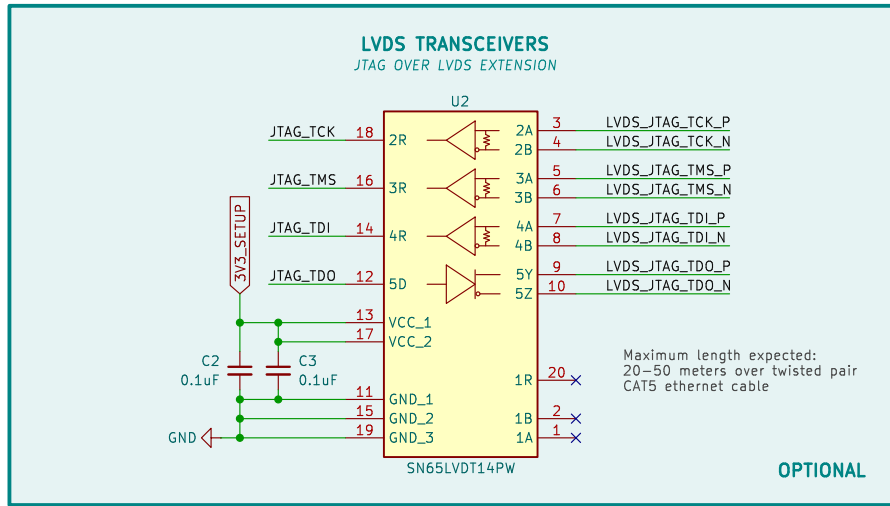 LVDS TRANSCEIVERS
JTAG OVER LVDS EXTENSION
U2
JTAG_TCK 18 2R 2A 3 LVDS_JTAG_TCK_P
2B 4 LVDS_JTAG_TCK_N
JTAG_TMS 16 3R 3A 5 LVDS_JTAG_TMS_P
3B 6 LVDS_JTAG_TMS_N
JTAG_TDI 14 4R 4A 7 LVDS_JTAG_TDI_P
4B 8 LVDS_JTAG_TDI_N
JTAG_TDO 12 5D 5Y 9 LVDS_JTAG_TDO_P
5Z 10 LVDS_JTAG_TDO_N
3V3_SETUP
13 VCC_1
17 VCC_2
C2
0.1uF
C3
0.1uF
11 GND_1
15 GND_2
GND 19 GND_3
1R 20
1B 2
1A 1
Maximum length expected:
20-50 meters over twisted pair
CAT5 ethernet cable
SN65LVDT14PW
OPTIONAL